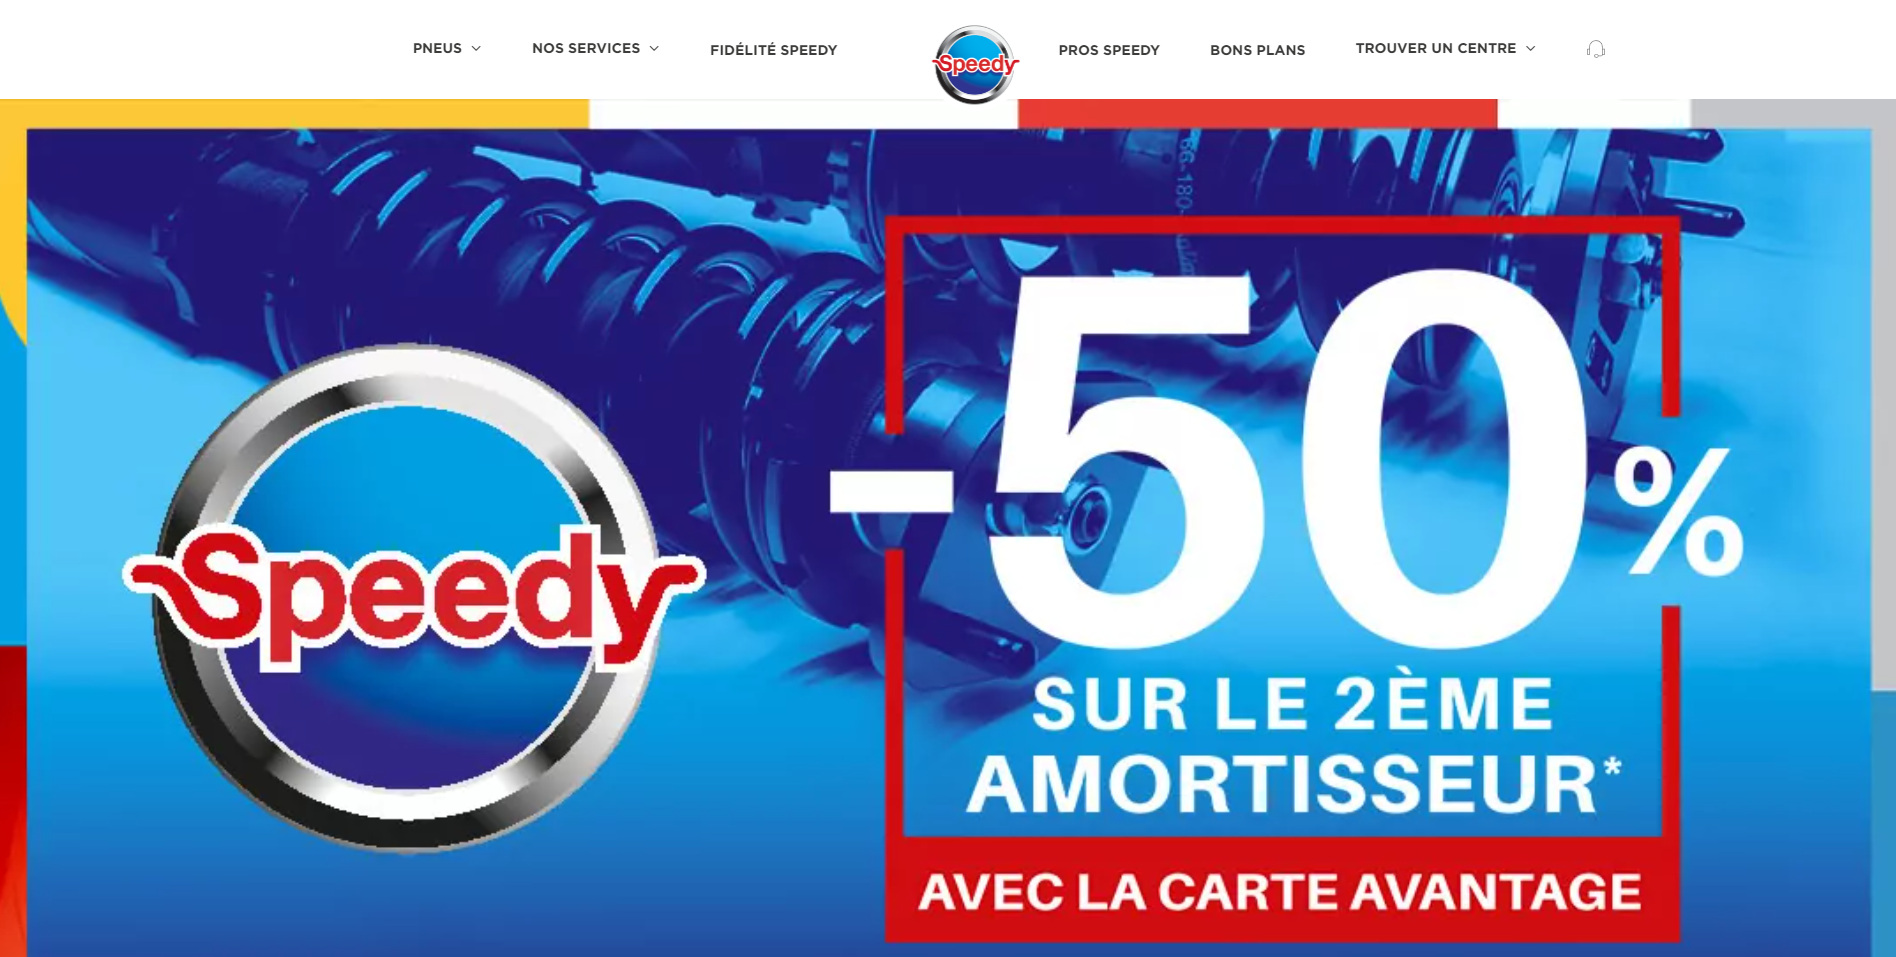 PNEUS
NOS SERVICES
FIDÉLITÉ SPEEDY
Speedy
PROS SPEEDY
BONS PLANS
TROUVER UN CENTRE
Speedy
-50%
SUR LE 2ÈME
AMORTISSEUR*
AVEC LA CARTE AVANTAGE